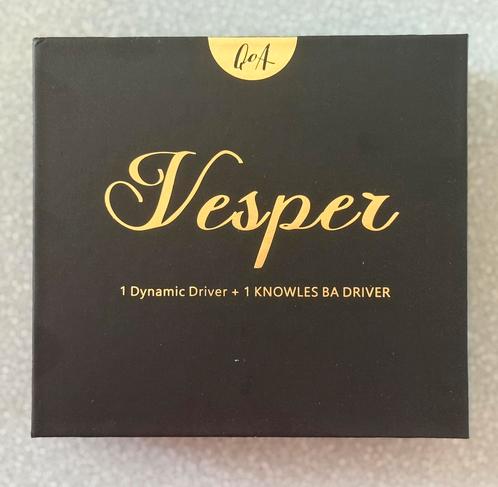 QoA
Vesper
1 Dynamic Driver + 1 KNOWLES BA DRIVER